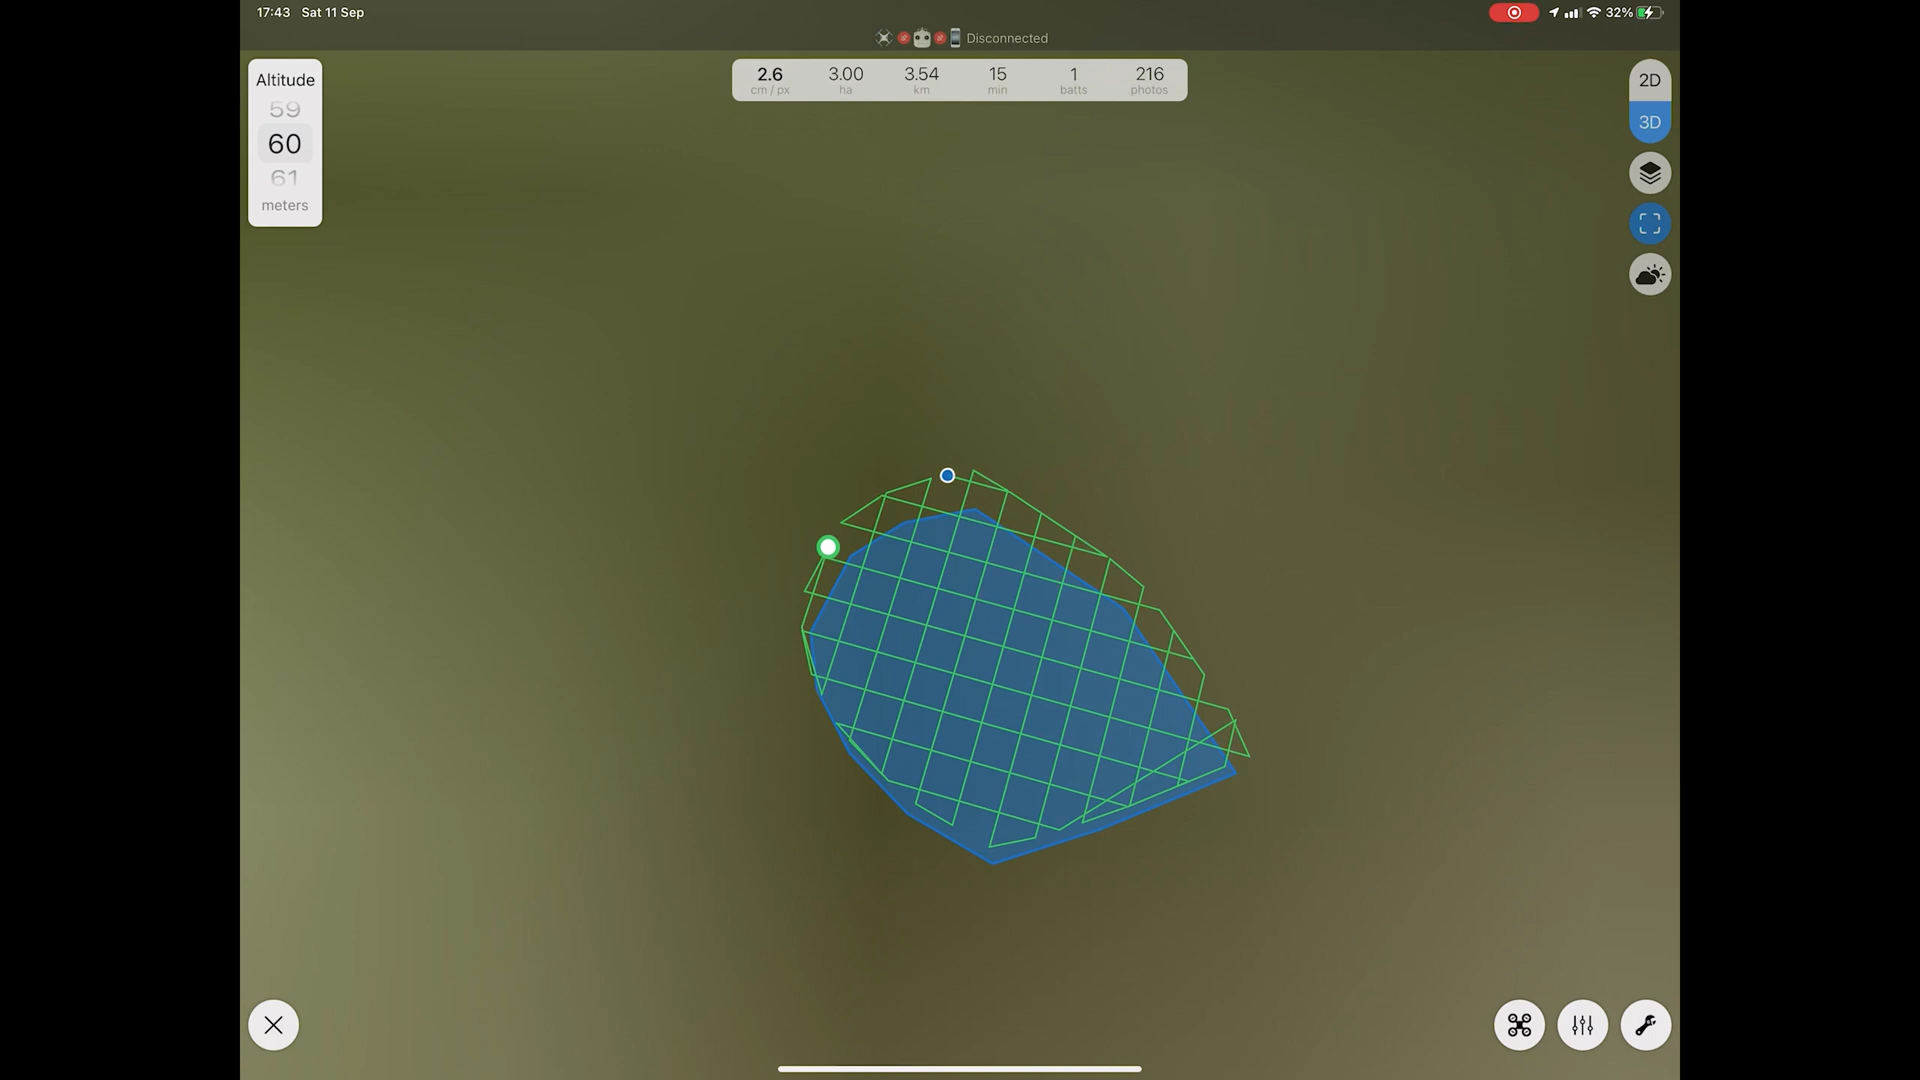 17:43 Sat 11 Sep
32%
Disconnected
Altitude
59
60
61
meters
2.6 3.00 3.54 15 1 216
cm / px ha km min batts photos
2D
3D